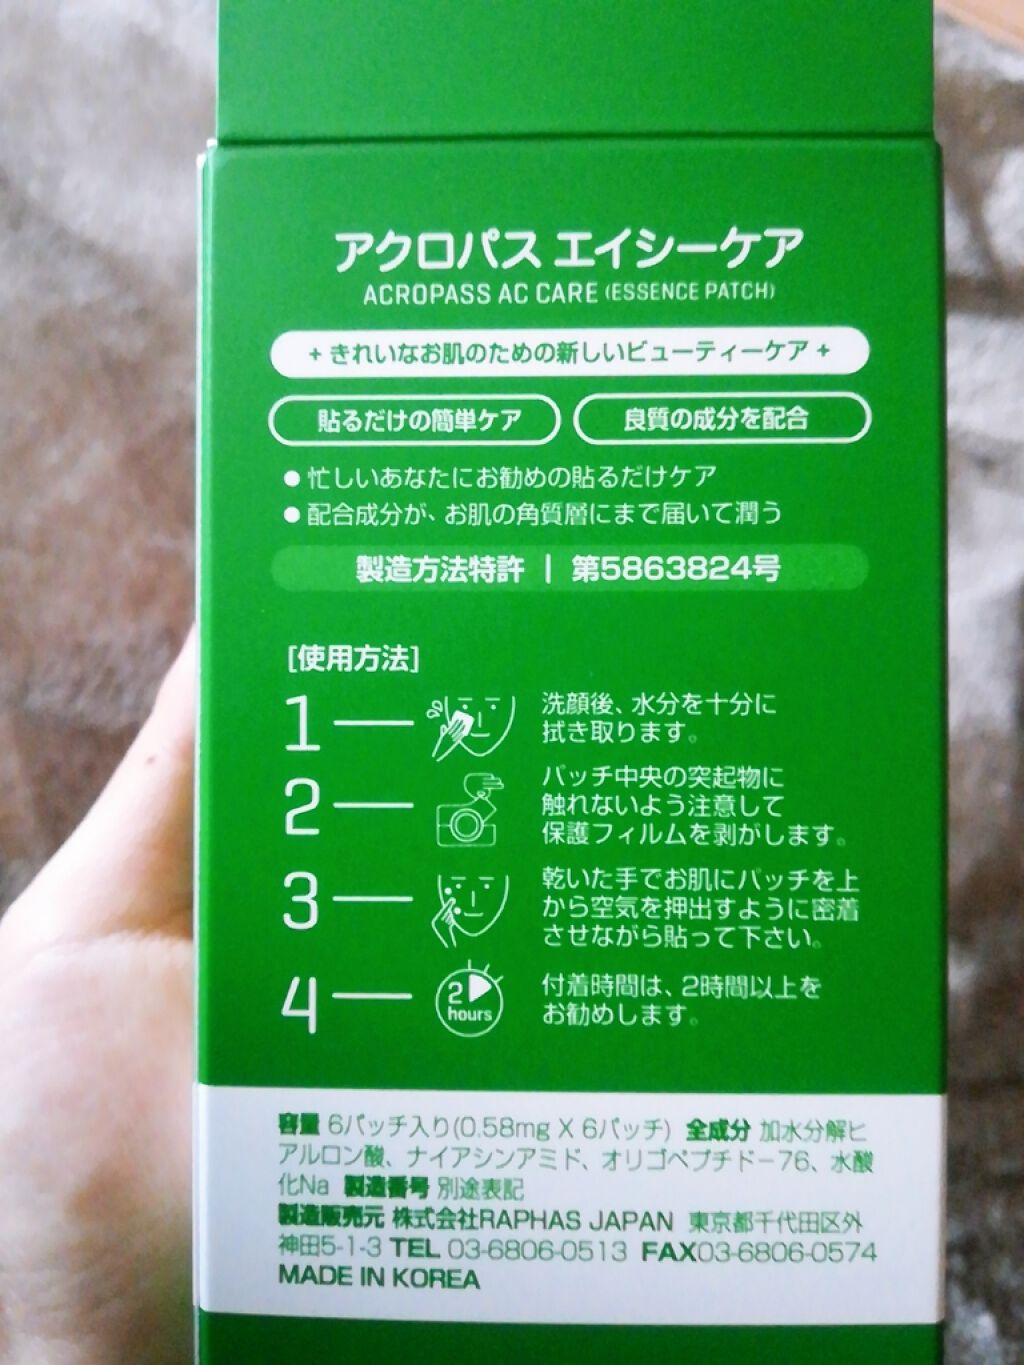 アクロパス エイシーケア
ACROPASS AC CARE (ESSENCE PATCH)
+ きれいなお肌のための新しいビューティーケア +
貼るだけの簡単ケア
良質の成分を配合
● 忙しいあなたにお勧めの貼るだけケア
● 配合成分が、お肌の角質層にまで届いて潤う
製造方法特許 | 第5863824号
[使用方法]
1
洗顔後、水分を十分に
拭き取ります。
2
パッチ中央の突起物に
触れないよう注意して
保護フィルムを剥がします。
3
乾いた手でお肌にパッチを上
から空気を押出すように密着
させながら貼って下さい。
4
2
hours
付着時間は、2時間以上を
お勧めします。
容量 6パッチ入り(0.58mg X 6パッチ) 全成分 加水分解ヒ
アルロン酸、ナイアシンアミド、オリゴペプチド-76、水酸
化Na 製造番号 別途表記
製造販売元 株式会社RAPHAS JAPAN 東京都千代田区外
神田5-1-3 TEL 03-6806-0513 FAX03-6806-0574
MADE IN KOREA